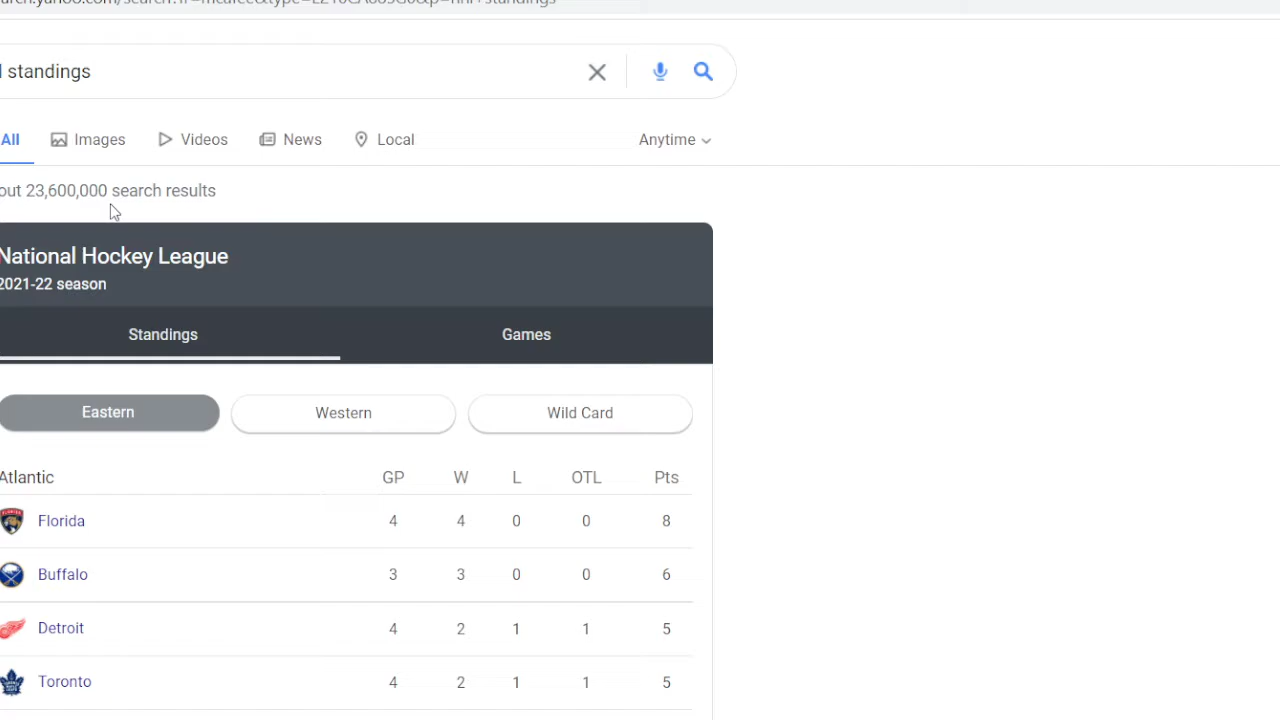 standings
All Images Videos News Local Anytime
out 23,600,000 search results
National Hockey League
2021-22 season
Standings Games
Eastern Western Wild Card
Atlantic GP W L OTL Pts
Florida 4 4 0 0 8
Buffalo 3 3 0 0 6
Detroit 4 2 1 1 5
Toronto 4 2 1 1 5